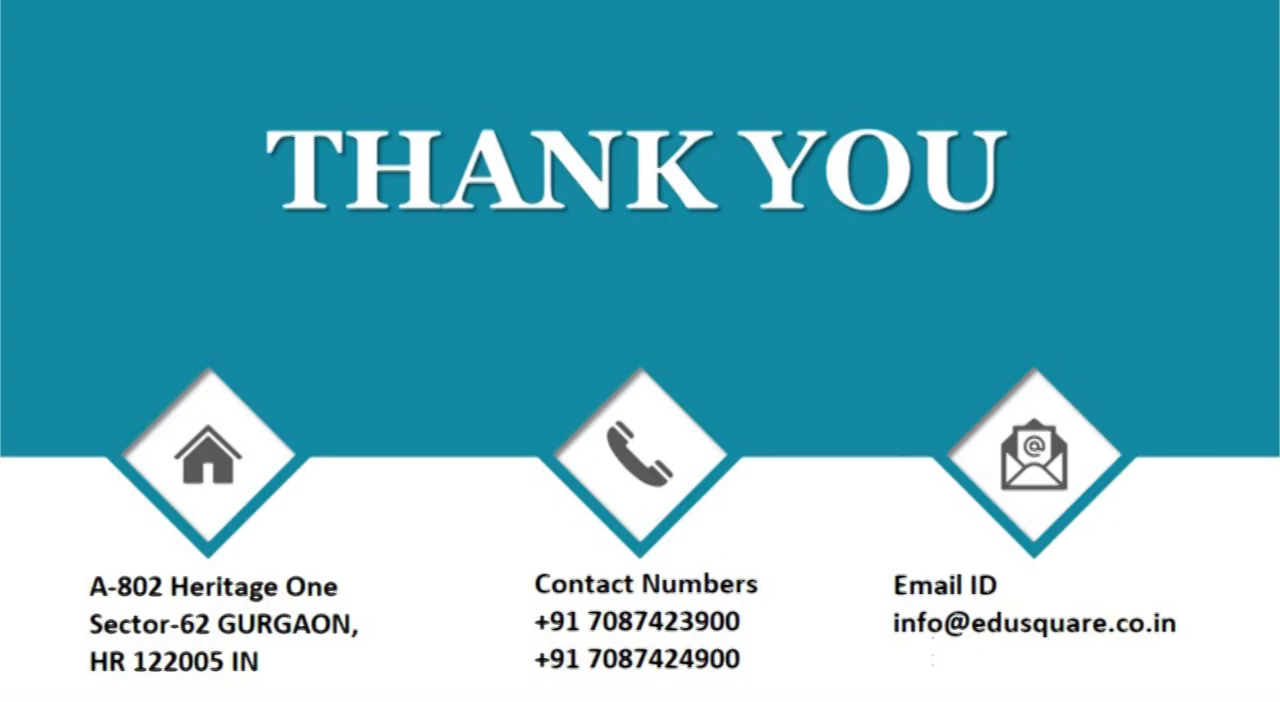 THANK YOU
A-802 Heritage One
Sector-62 GURGAON,
HR 122005 IN
Contact Numbers
+91 7087423900
+91 7087424900
Email ID
info@edusquare.co.in